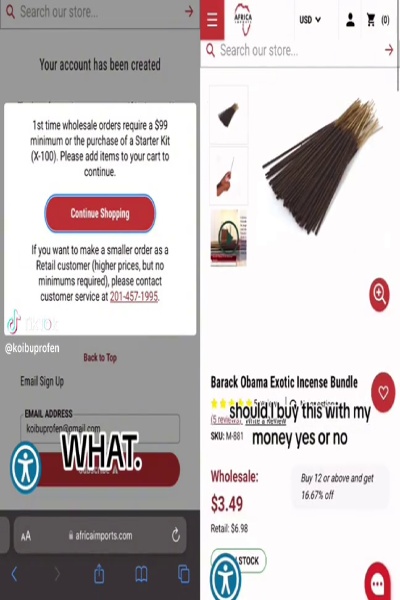 Search our store...
Your account has been created
1st time wholesale orders require a $99
minimum or the purchase of a Starter Kit
(X-100). Please add items to your cart to
continue.
Continue Shopping
If you want to make a smaller order as a
Retail customer (higher prices, but no
minimums required), please contact
customer service at 201-457-1995.
@koibuprofen
Back to Top
Email Sign Up
EMAIL ADDRESS
koibuprofen@gmail.com
WHAT.
AA
africaimports.com
AFRICA
USD
(0)
Search our store...
Barack Obama Exotic Incense Bundle
should I buy this with my
(5 reviews) Write a Review
money yes or no
SKU: M-881
Wholesale:
$3.49
Retail: $6.98
Buy 12 or above and get
16.67% off
STOCK